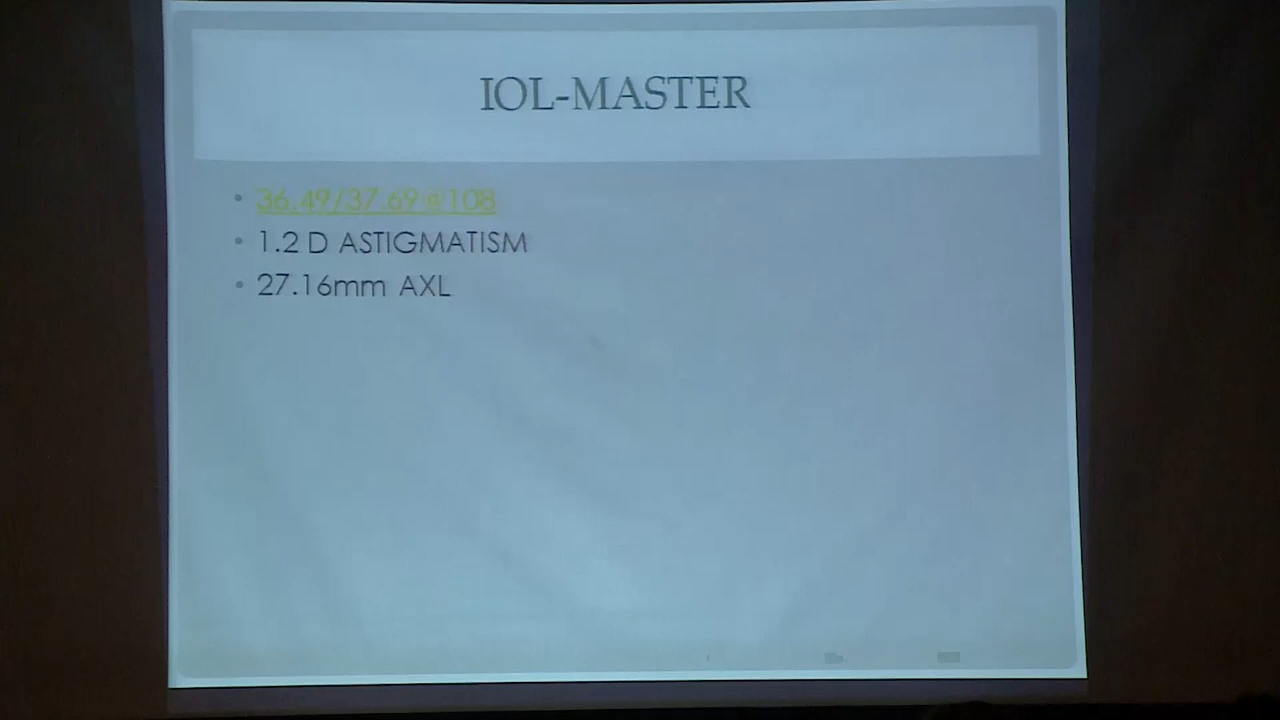 IOL-MASTER
• 36.49/37.69@108
• 1.2 D ASTIGMATISM
• 27.16mm AXL